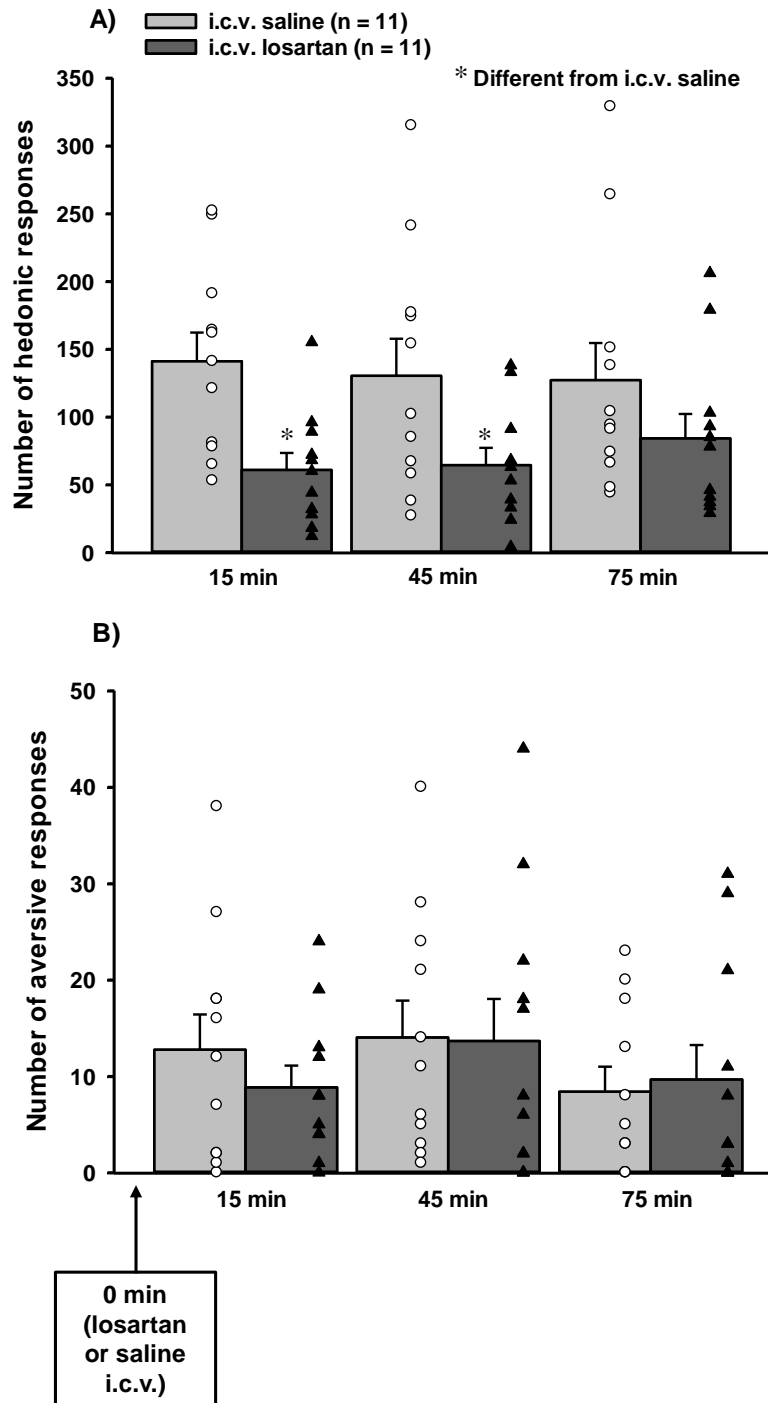 A)
i.c.v. saline (n = 11)
i.c.v. losartan (n = 11)
* Different from i.c.v. saline
Number of hedonic responses
350
300
250
200
150
100
50
0
*
*
15 min
45 min
75 min
B)
Number of aversive responses
50
40
30
20
10
0
15 min
45 min
75 min
0 min
(losartan
or saline
i.c.v.)